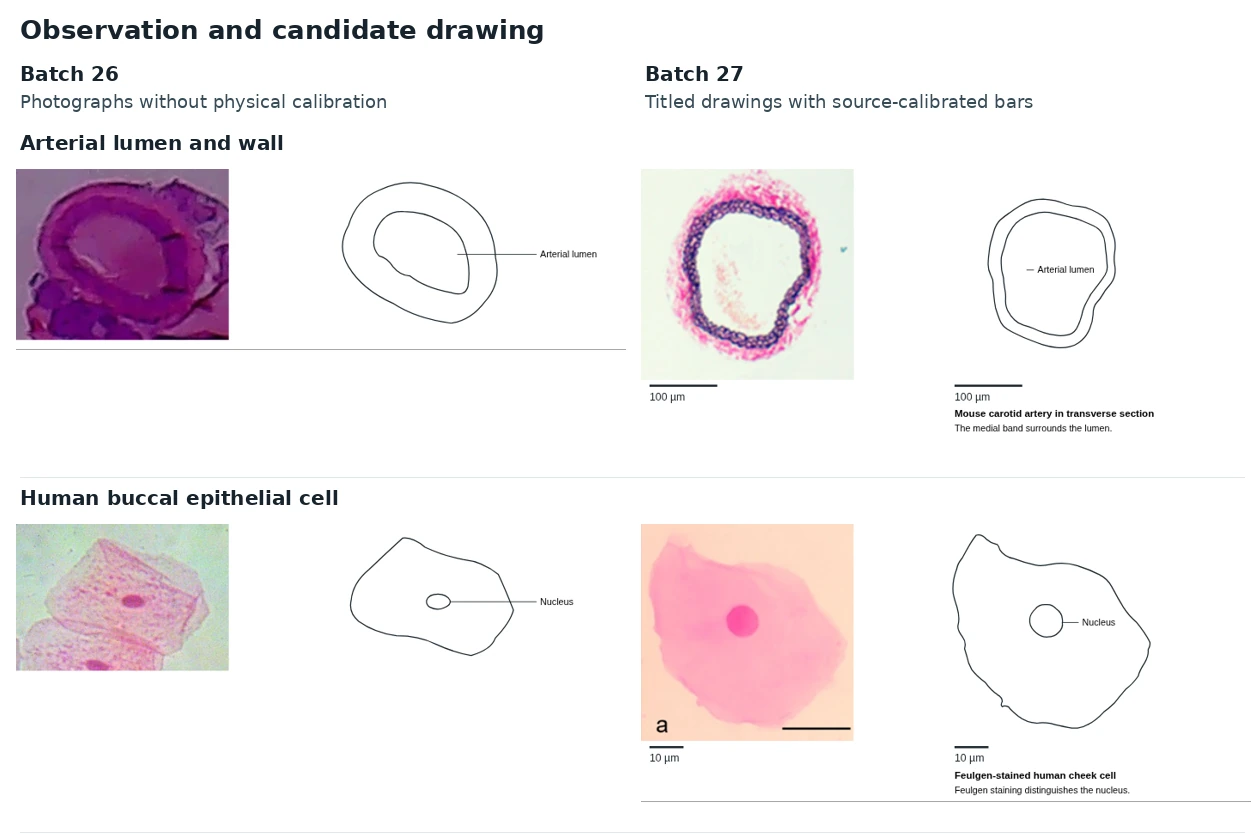 Observation and candidate drawing
Batch 26
Photographs without physical calibration
Batch 27
Titled drawings with source-calibrated bars
Arterial lumen and wall
Arterial lumen
Arterial lumen
100 µm
100 µm
Mouse carotid artery in transverse section
The medial band surrounds the lumen.
Human buccal epithelial cell
Nucleus
Nucleus
a
10 µm
10 µm
Feulgen-stained human cheek cell
Feulgen staining distinguishes the nucleus.